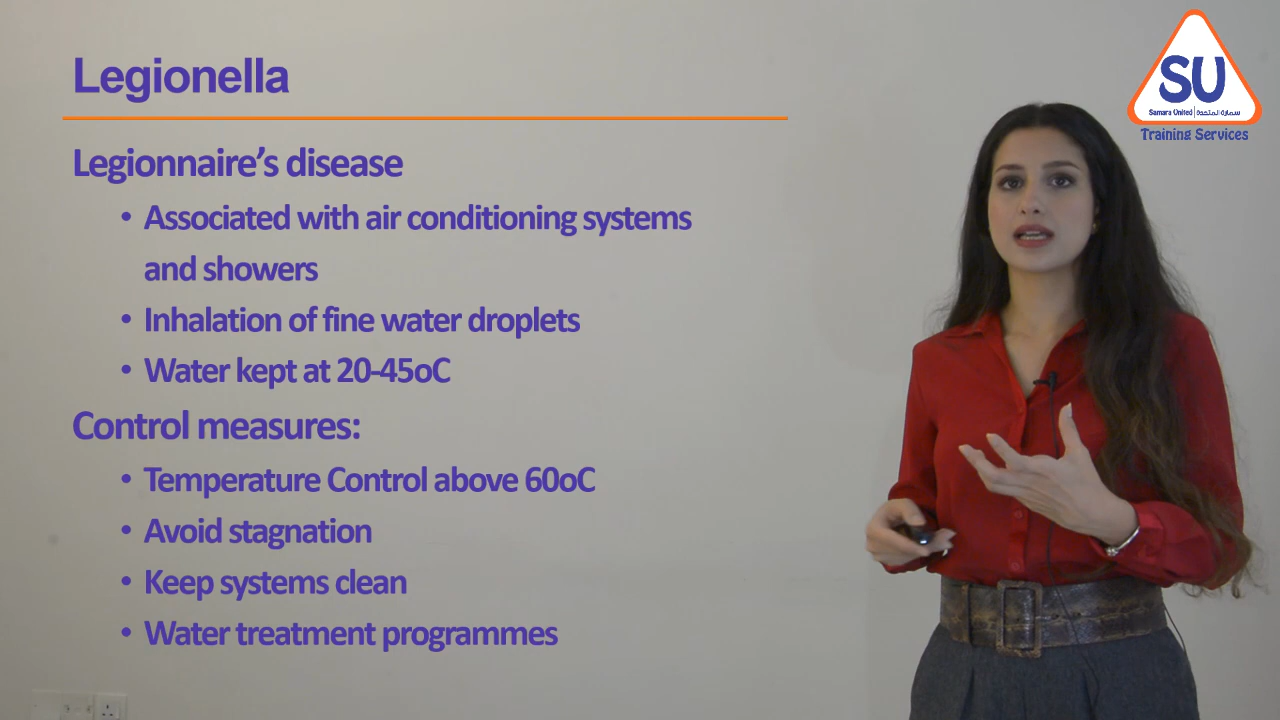 Legionella
Legionnaire’s disease
• Associated with air conditioning systems
and showers
• Inhalation of fine water droplets
• Water kept at 20-45oC
Control measures:
• Temperature Control above 60oC
• Avoid stagnation
• Keep systems clean
• Water treatment programmes
SU
Samara United | سمارة المتحدة
Training Services